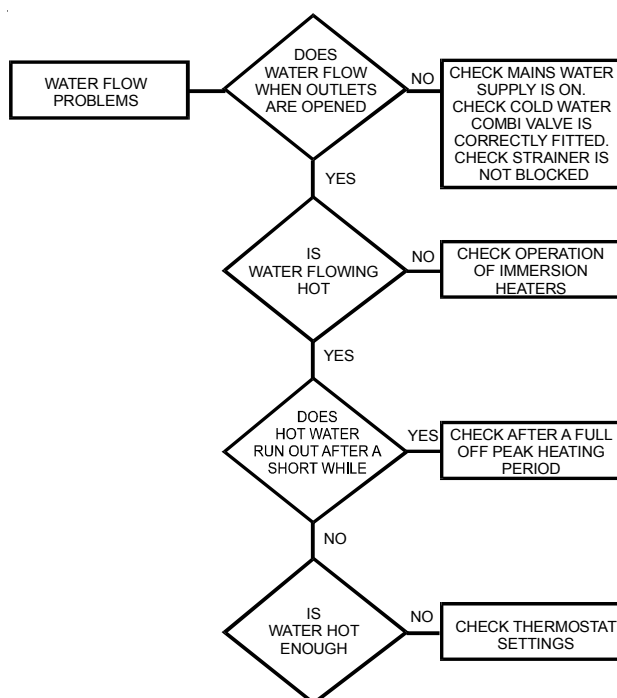 WATER FLOW
PROBLEMS
DOES
WATER FLOW
WHEN OUTLETS
ARE OPENED
NO
CHECK MAINS WATER
SUPPLY IS ON.
CHECK COLD WATER
COMBI VALVE IS
CORRECTLY FITTED.
CHECK STRAINER IS
NOT BLOCKED
YES
IS
WATER FLOWING
HOT
NO
CHECK OPERATION
OF IMMERSION
HEATERS
YES
DOES
HOT WATER
RUN OUT AFTER A
SHORT WHILE
YES
CHECK AFTER A FULL
OFF PEAK HEATING
PERIOD
NO
IS
WATER HOT
ENOUGH
NO
CHECK THERMOSTAT
SETTINGS